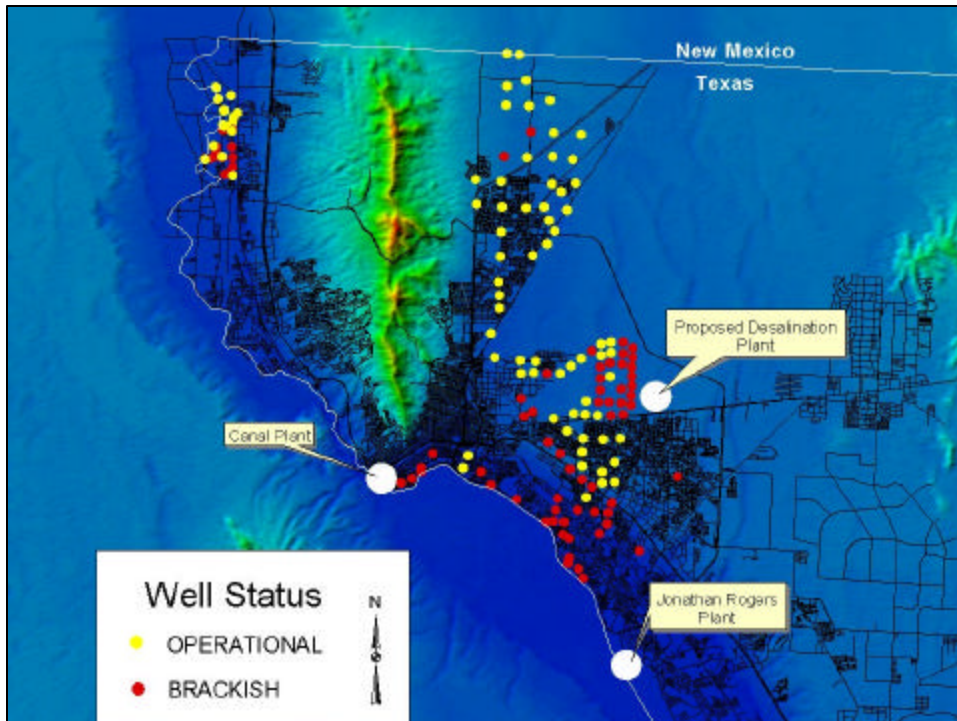 New Mexico
Texas
Proposed Desalination
Plant
Canal Plant
Jonathan Rogers
Plant
Well Status
N
OPERATIONAL
BRACKISH